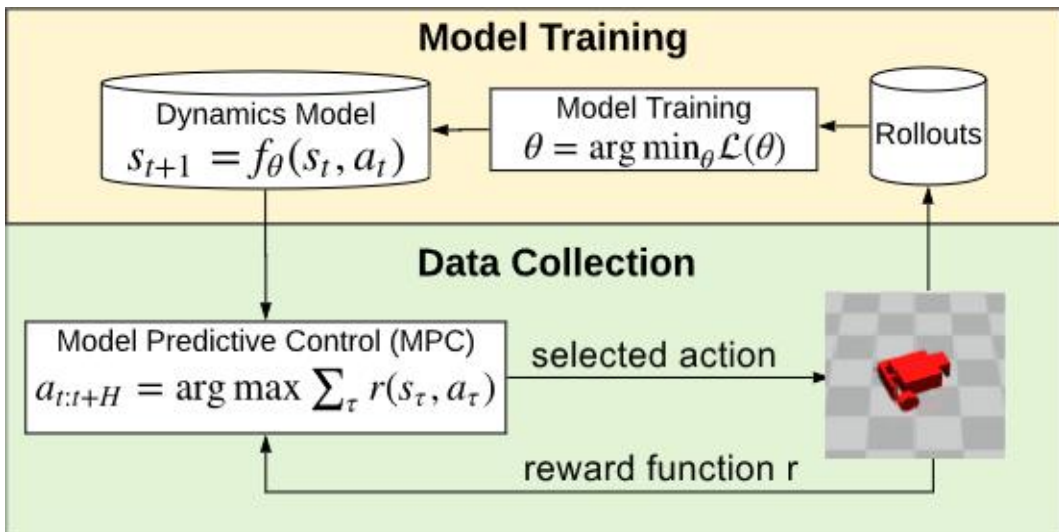 Model Training
Dynamics Model
s_{t+1} = f_θ(s_t, a_t)
Model Training
θ = arg min_θ ℒ(θ)
Rollouts
Data Collection
Model Predictive Control (MPC)
a_{t:t+H} = arg max ∑_τ r(s_τ, a_τ)
selected action
reward function r